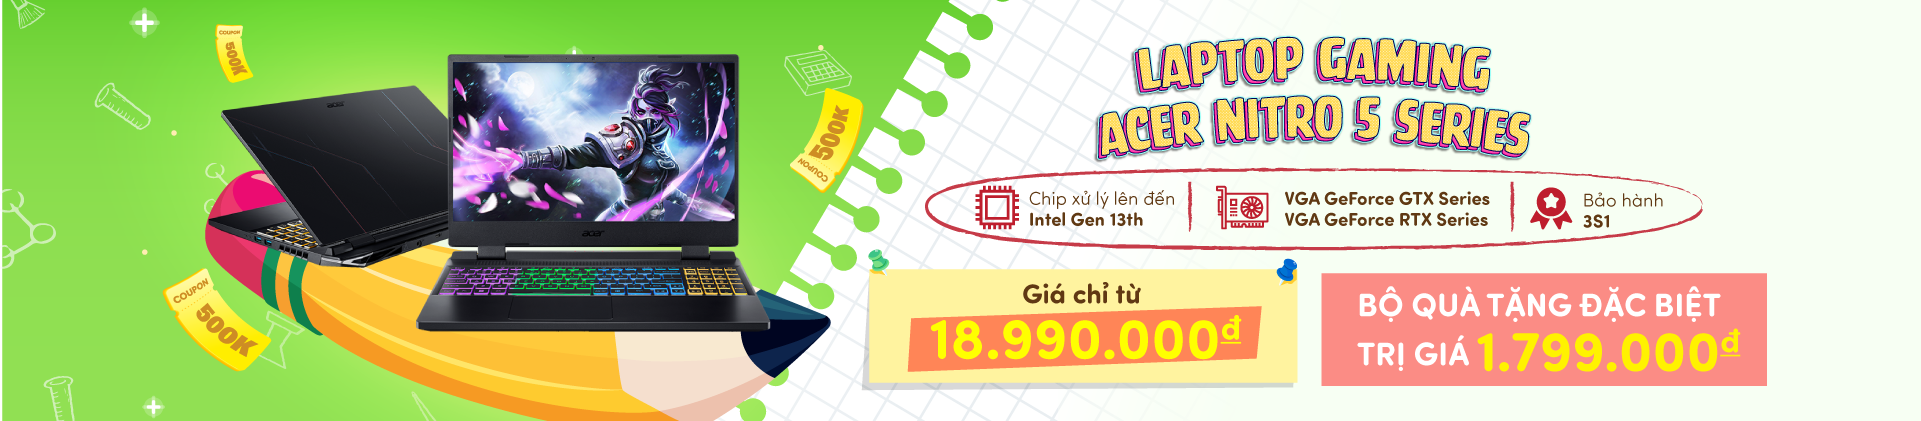 COUPON
500K
COUPON
500K
COUPON
500K
acer
acer
LAPTOP GAMING
ACER NITRO 5 SERIES
Chip xử lý lên đến
Intel Gen 13th
VGA GeForce GTX Series
VGA GeForce RTX Series
Bảo hành
3S1
Giá chỉ từ
18.990.000đ
BỘ QUÀ TẶNG ĐẶC BIỆT
TRỊ GIÁ 1.799.000đ